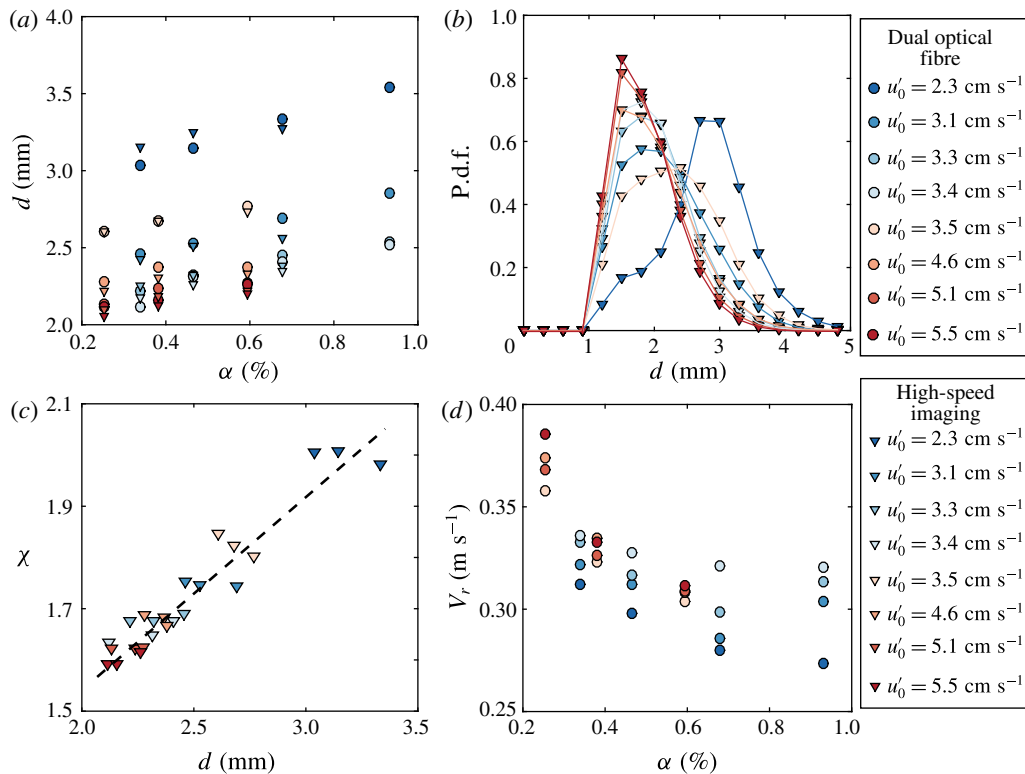 (a)
4.0
3.5
3.0
2.5
2.0
d (mm)
0.2
0.4
0.6
0.8
1.0
α (%)
(b)
1.0
0.8
0.6
0.4
0.2
P.d.f.
0
1
2
3
4
5
d (mm)
Dual optical
fibre
u′0 = 2.3 cm s−1
u′0 = 3.1 cm s−1
u′0 = 3.3 cm s−1
u′0 = 3.4 cm s−1
u′0 = 3.5 cm s−1
u′0 = 4.6 cm s−1
u′0 = 5.1 cm s−1
u′0 = 5.5 cm s−1
(c)
2.1
1.9
1.7
1.5
χ
2.0
2.5
3.0
3.5
d (mm)
(d)
0.40
0.35
0.30
0.25
Vr (m s−1)
0.2
0.4
0.6
0.8
1.0
α (%)
High-speed
imaging
u′0 = 2.3 cm s−1
u′0 = 3.1 cm s−1
u′0 = 3.3 cm s−1
u′0 = 3.4 cm s−1
u′0 = 3.5 cm s−1
u′0 = 4.6 cm s−1
u′0 = 5.1 cm s−1
u′0 = 5.5 cm s−1